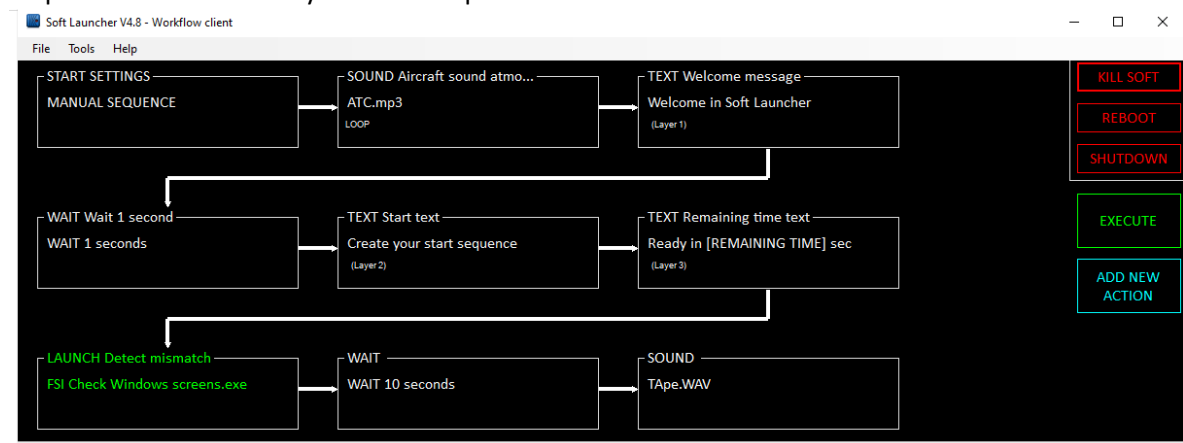 Soft Launcher V4.8 - Workflow client
File Tools Help
START SETTINGS
MANUAL SEQUENCE
SOUND Aircraft sound atmo...
ATC.mp3
LOOP
TEXT Welcome message
Welcome in Soft Launcher
(Layer 1)
WAIT Wait 1 second
WAIT 1 seconds
TEXT Start text
Create your start sequence
(Layer 2)
TEXT Remaining time text
Ready in [REMAINING TIME] sec
(Layer 3)
LAUNCH Detect mismatch
FSI Check Windows screens.exe
WAIT
WAIT 10 seconds
SOUND
TApe.WAV
KILL SOFT
REBOOT
SHUTDOWN
EXECUTE
ADD NEW
ACTION